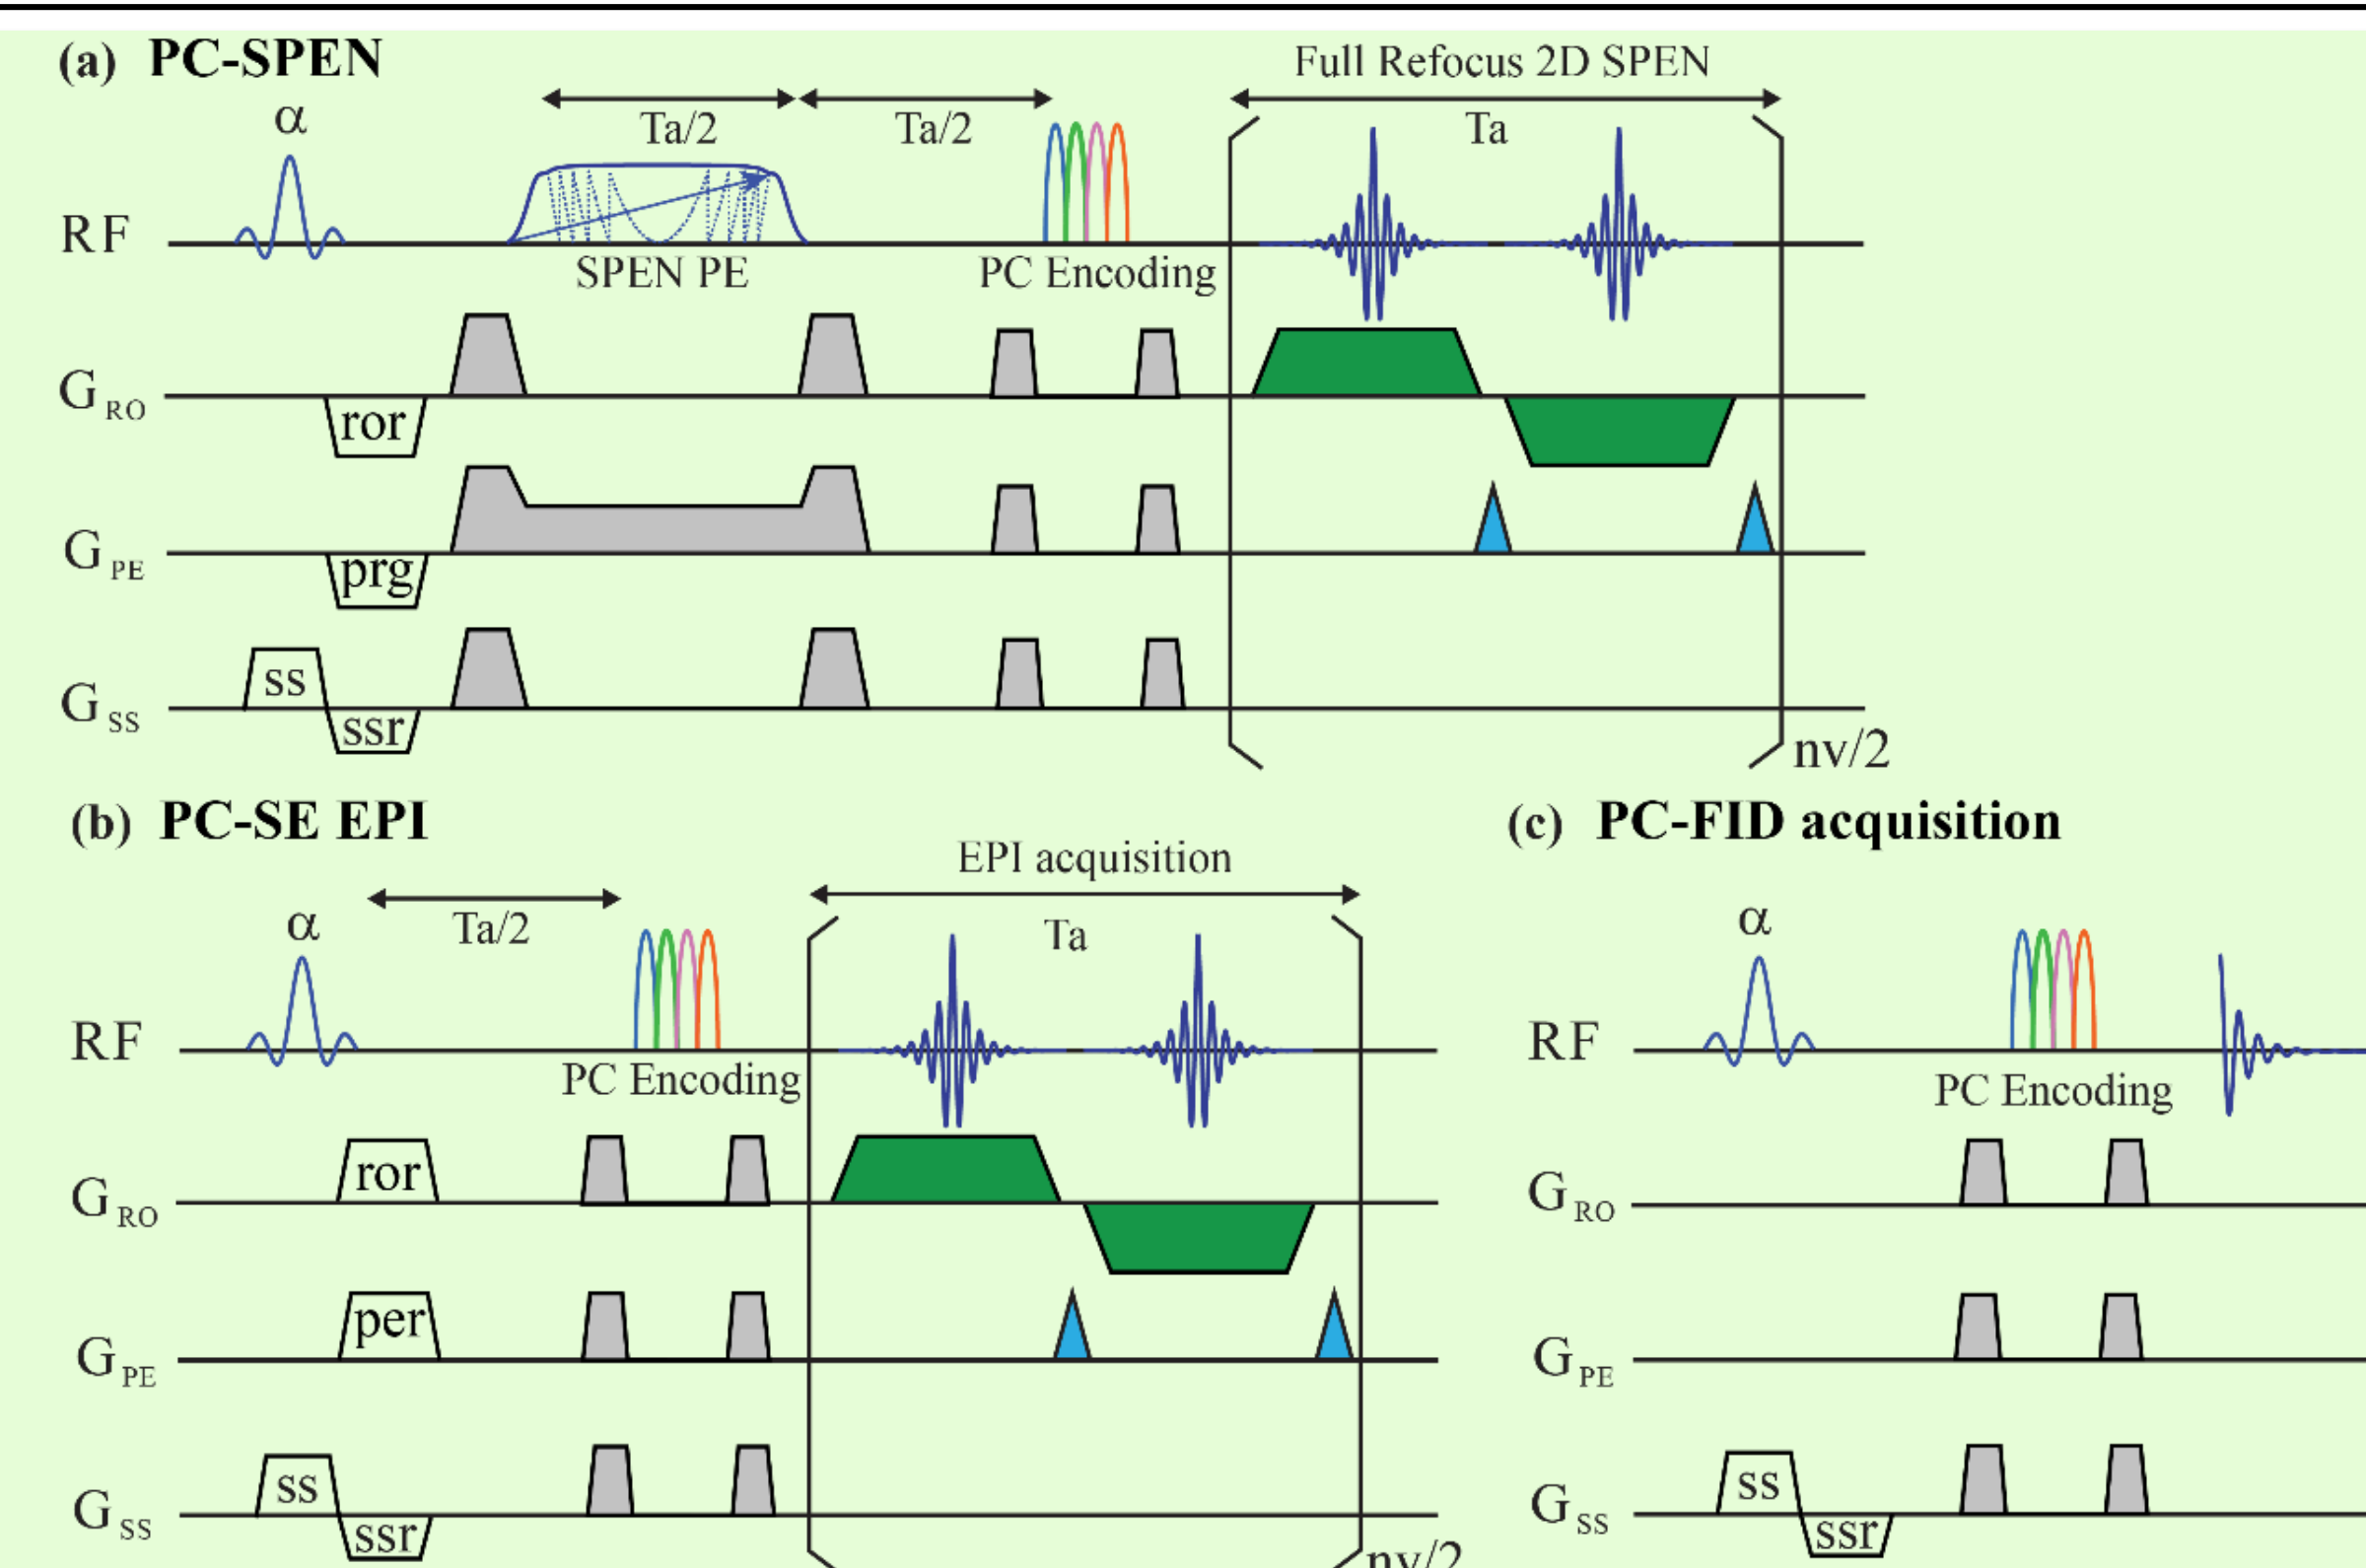 (a) PC-SPEN
Full Refocus 2D SPEN
α
Ta/2
Ta/2
Ta
RF
SPEN PE
PC Encoding
G RO
ror
G PE
prg
G SS
ss
ssr
nv/2
(b) PC-SE EPI
EPI acquisition
α
Ta/2
Ta
RF
PC Encoding
G RO
ror
G PE
per
G SS
ss
ssr
nv/2
(c) PC-FID acquisition
α
RF
PC Encoding
G RO
G PE
G SS
ss
ssr